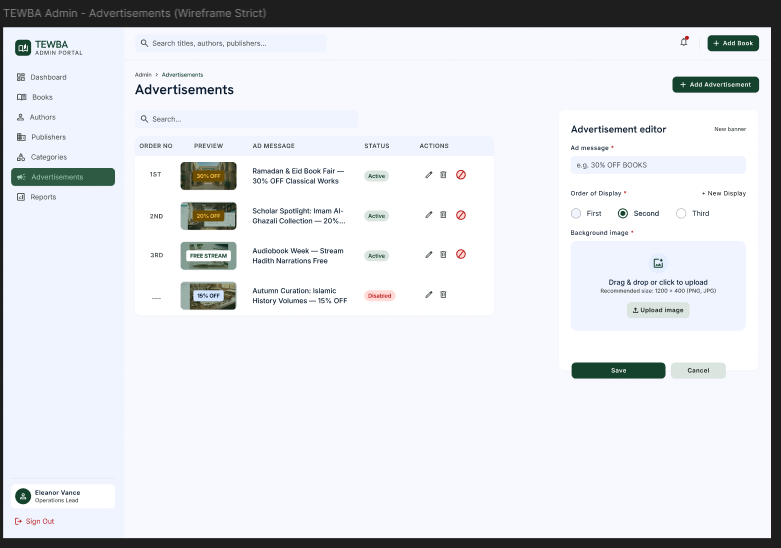 TEWBA Admin - Advertisements (Wireframe Strict)
TEWBA
ADMIN PORTAL
Dashboard
Books
Authors
Publishers
Categories
Advertisements
Reports
Eleanor Vance
Operations Lead
Sign Out
Search titles, authors, publishers...
+ Add Book
Admin > Advertisements
Advertisements
+ Add Advertisement
Search...
ORDER NO PREVIEW AD MESSAGE STATUS ACTIONS
1ST
30% OFF
Ramadan & Eid Book Fair —
30% OFF Classical Works
Active
2ND
20% OFF
Scholar Spotlight: Imam Al-
Ghazali Collection — 20%...
Active
3RD
FREE STREAM
Audiobook Week — Stream
Hadith Narrations Free
Active
___
15% OFF
Autumn Curation: Islamic
History Volumes — 15% OFF
Disabled
Advertisement editor
New banner
Ad message *
e.g. 30% OFF BOOKS
Order of Display *
+ New Display
First Second Third
Background image *
Drag & drop or click to upload
Recommended size: 1200 × 400 (PNG, JPG)
Upload image
Save
Cancel